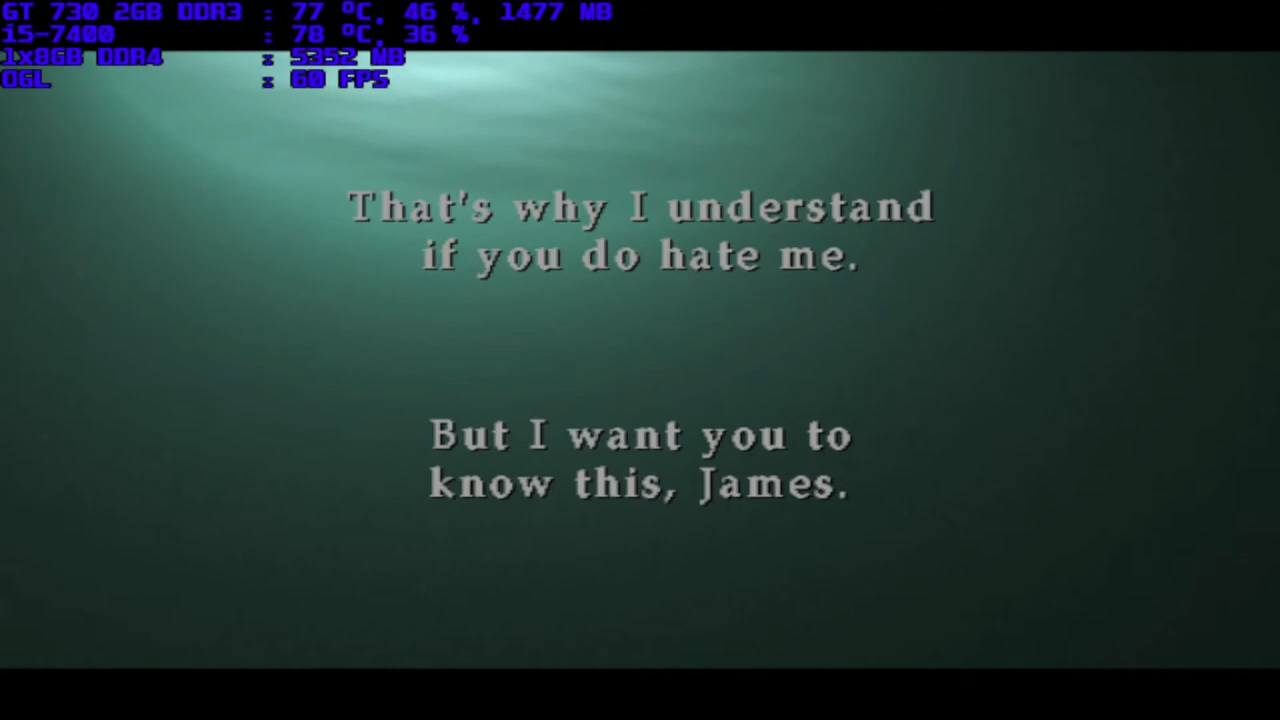 GT 730 2GB DDR3 : 77 ºC, 46 %, 1477 MB
i5-7400 : 78 ºC, 36 %
1x8GB DDR4 : 5352 MB
OGL : 60 FPS
That's why I understand
if you do hate me.
But I want you to
know this, James.